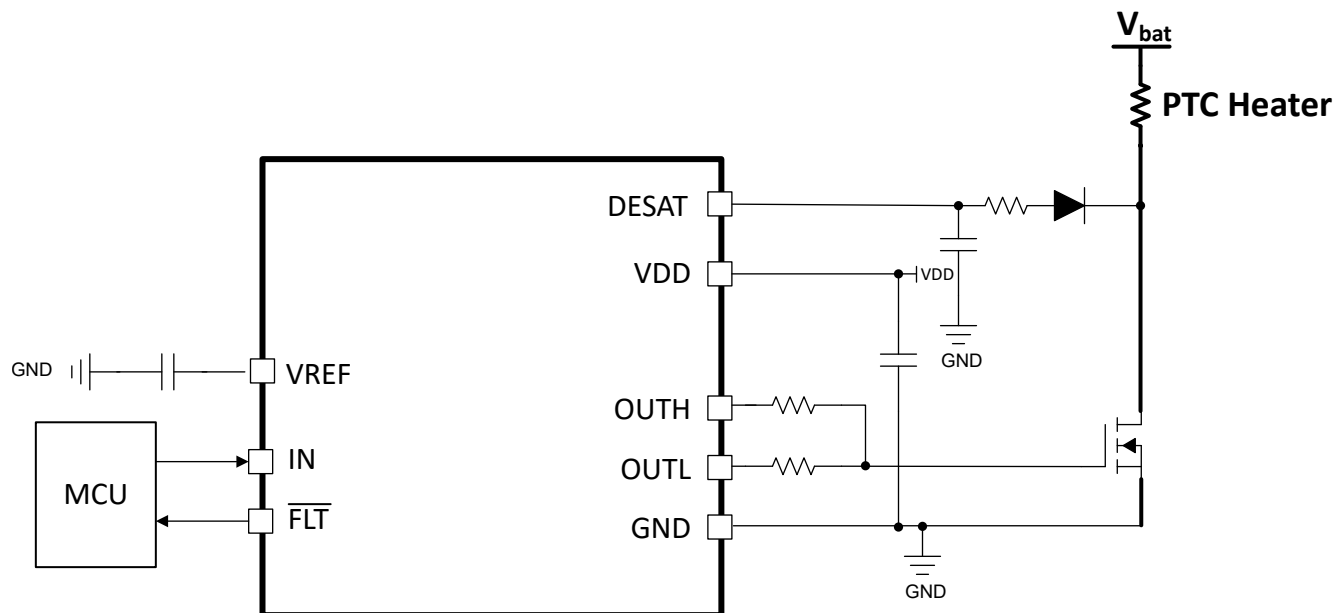 Vbat
PTC Heater
DESAT
VDD
VDD
GND
GND
VREF
OUTH
MCU
IN
OUTL
FLT
GND
GND